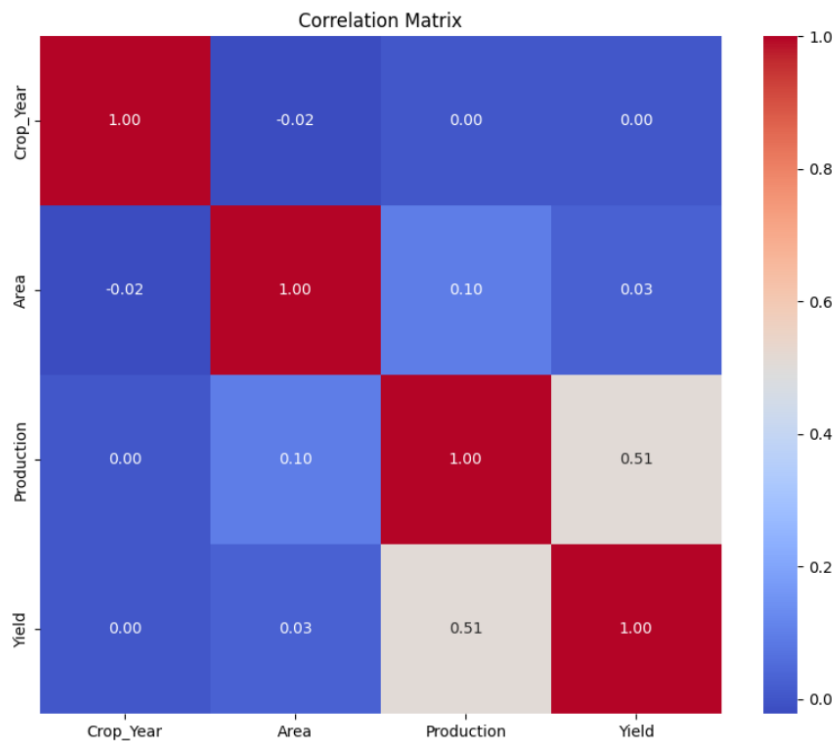 Correlation Matrix
Crop_Year 1.00 -0.02 0.00 0.00
Area -0.02 1.00 0.10 0.03
Production 0.00 0.10 1.00 0.51
Yield 0.00 0.03 0.51 1.00
Crop_Year Area Production Yield
1.0
0.8
0.6
0.4
0.2
0.0